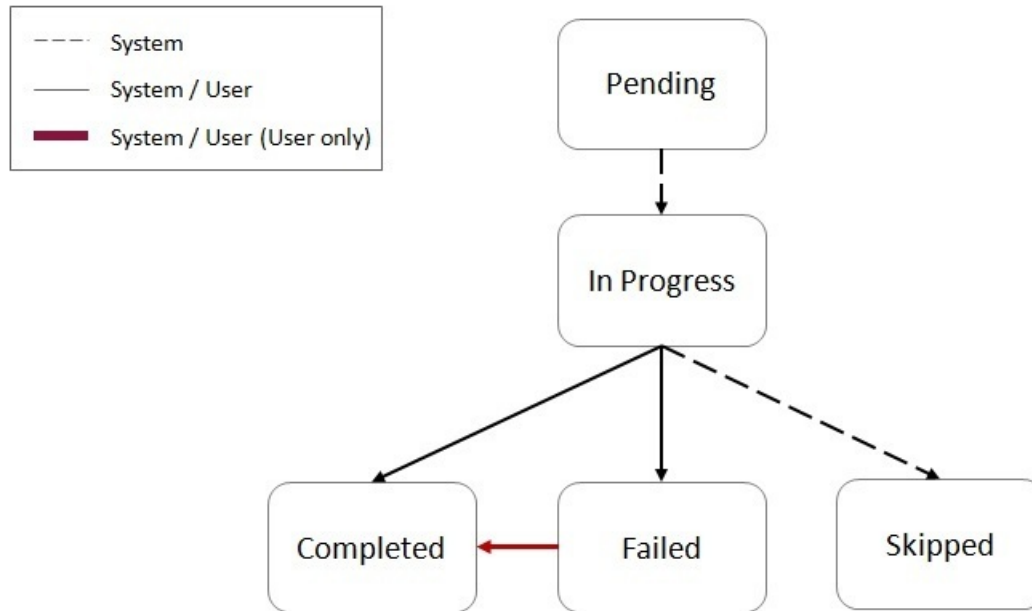 System
System / User
System / User (User only)
Pending
In Progress
Completed
Failed
Skipped